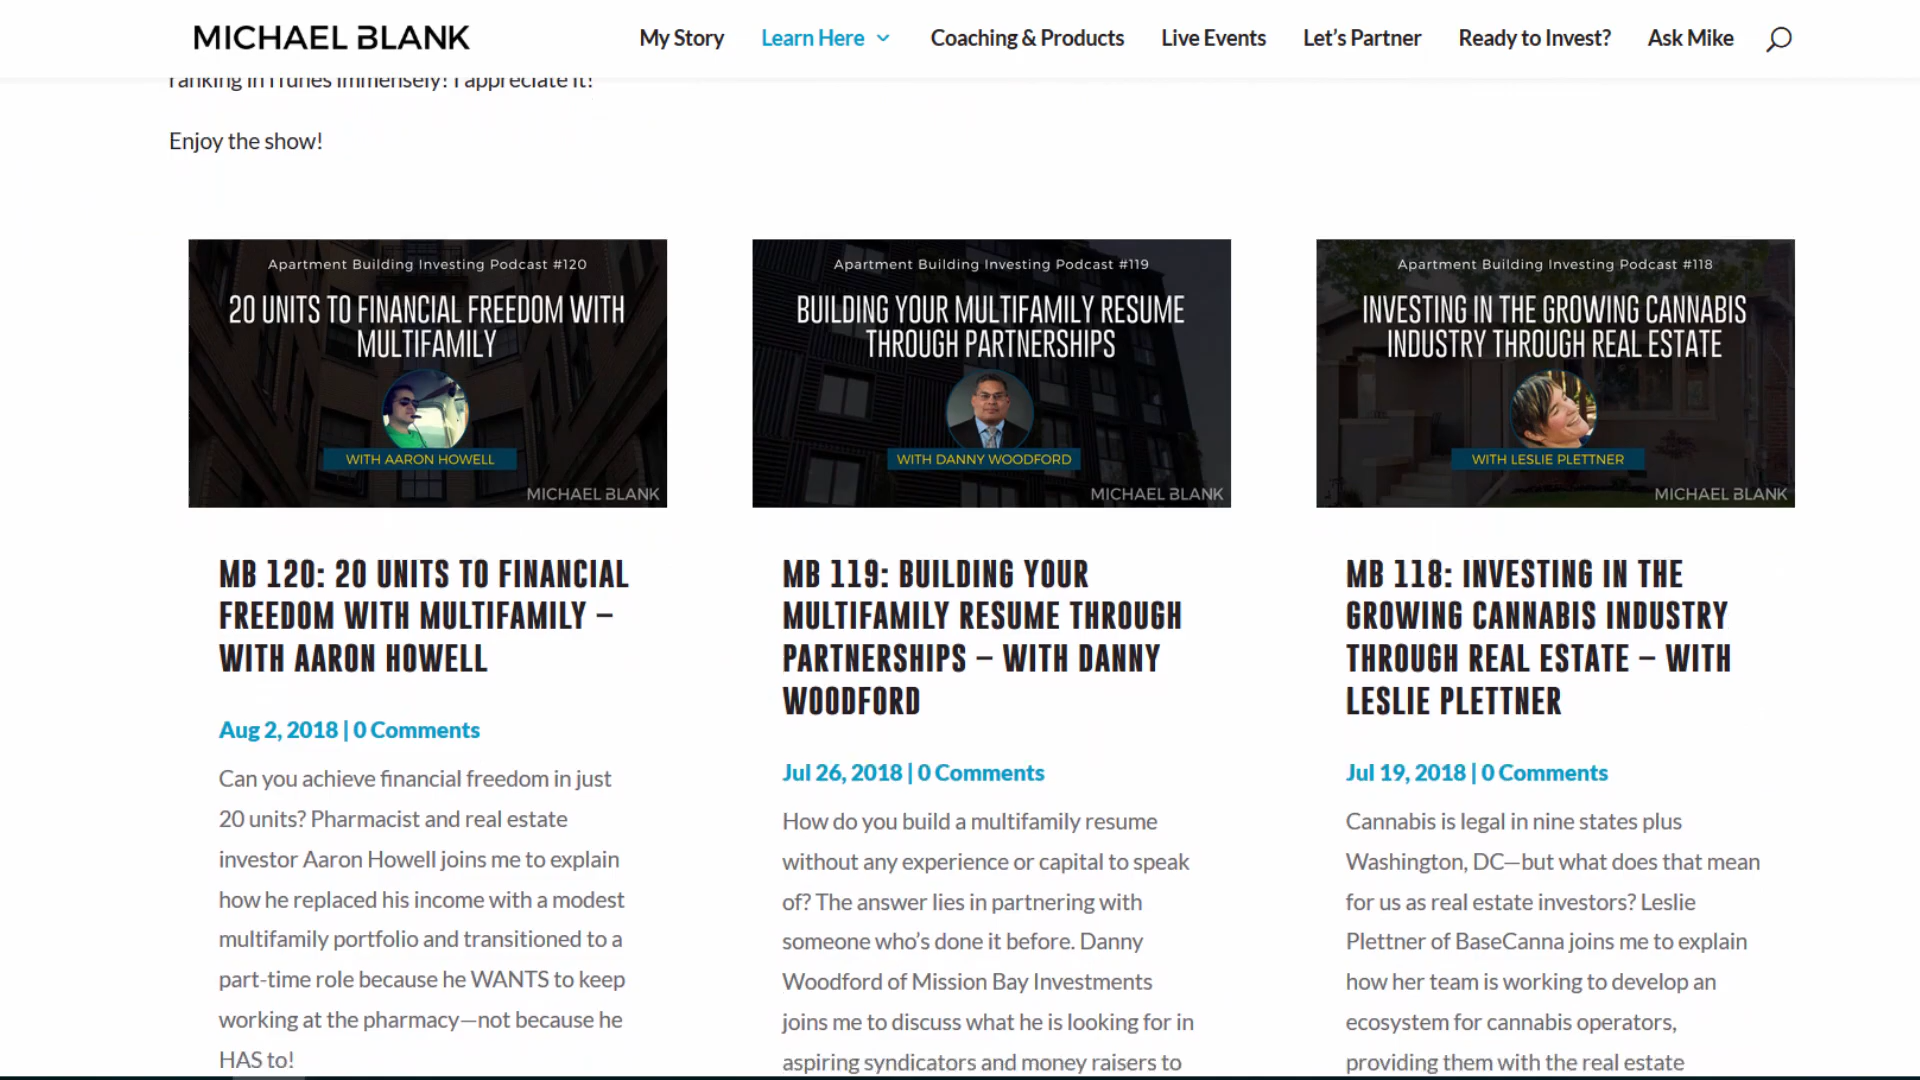 MICHAEL BLANK
My Story
Learn Here
Coaching & Products
Live Events
Let's Partner
Ready to Invest?
Ask Mike
ranking in iTunes immensely! I appreciate it!
Enjoy the show!
Apartment Building Investing Podcast #120
20 UNITS TO FINANCIAL FREEDOM WITH
MULTIFAMILY
WITH AARON HOWELL
MICHAEL BLANK
MB 120: 20 UNITS TO FINANCIAL
FREEDOM WITH MULTIFAMILY –
WITH AARON HOWELL
Aug 2, 2018 | 0 Comments
Can you achieve financial freedom in just
20 units? Pharmacist and real estate
investor Aaron Howell joins me to explain
how he replaced his income with a modest
multifamily portfolio and transitioned to a
part-time role because he WANTS to keep
working at the pharmacy—not because he
HAS to!
Apartment Building Investing Podcast #119
BUILDING YOUR MULTIFAMILY RESUME
THROUGH PARTNERSHIPS
WITH DANNY WOODFORD
MICHAEL BLANK
MB 119: BUILDING YOUR
MULTIFAMILY RESUME THROUGH
PARTNERSHIPS – WITH DANNY
WOODFORD
Jul 26, 2018 | 0 Comments
How do you build a multifamily resume
without any experience or capital to speak
of? The answer lies in partnering with
someone who's done it before. Danny
Woodford of Mission Bay Investments
joins me to discuss what he is looking for in
aspiring syndicators and money raisers to
Apartment Building Investing Podcast #118
INVESTING IN THE GROWING CANNABIS
INDUSTRY THROUGH REAL ESTATE
WITH LESLIE PLETTNER
MICHAEL BLANK
MB 118: INVESTING IN THE
GROWING CANNABIS INDUSTRY
THROUGH REAL ESTATE – WITH
LESLIE PLETTNER
Jul 19, 2018 | 0 Comments
Cannabis is legal in nine states plus
Washington, DC—but what does that mean
for us as real estate investors? Leslie
Plettner of BaseCanna joins me to explain
how her team is working to develop an
ecosystem for cannabis operators,
providing them with the real estate